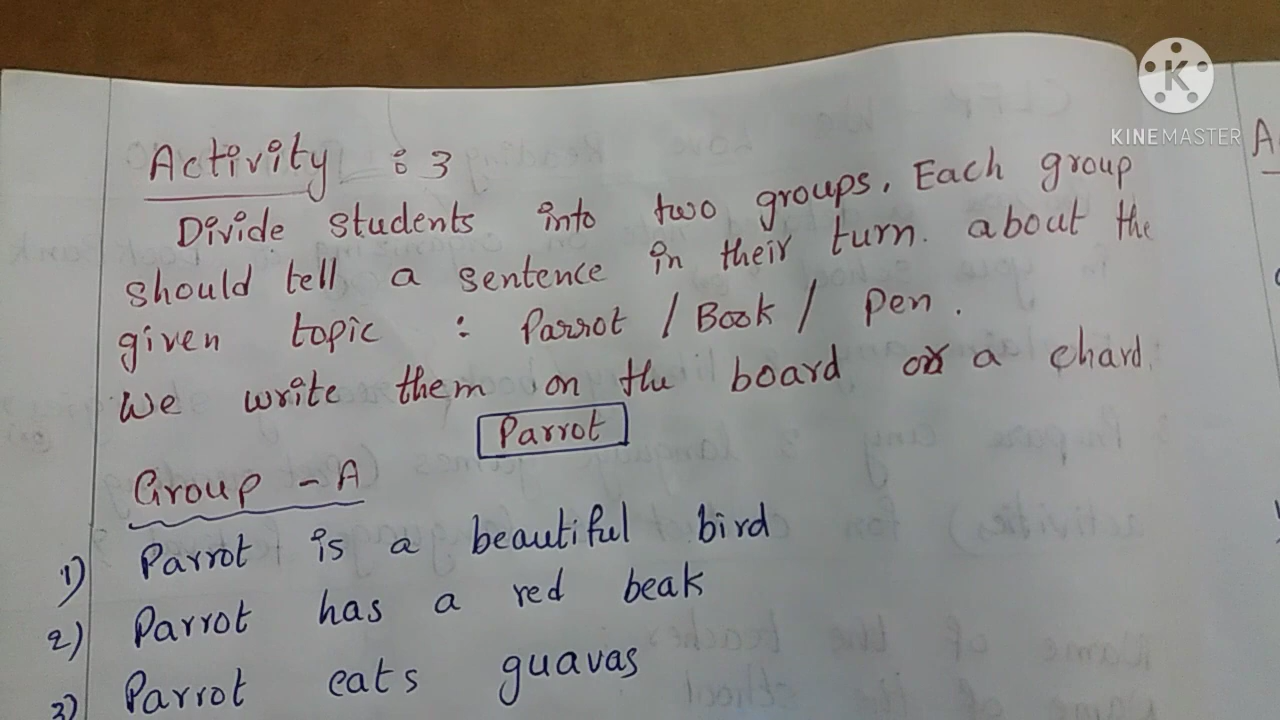 K
KINEMASTER
Activity : 3
Divide students into two groups. Each group
should tell a sentence in their turn. about the
given topic : Parrot / Book / Pen.
We write them on the board or a chard.
Parrot
Group - A
1) Parrot is a beautiful bird
2) Parrot has a red beak
3) Parrot eats guavas